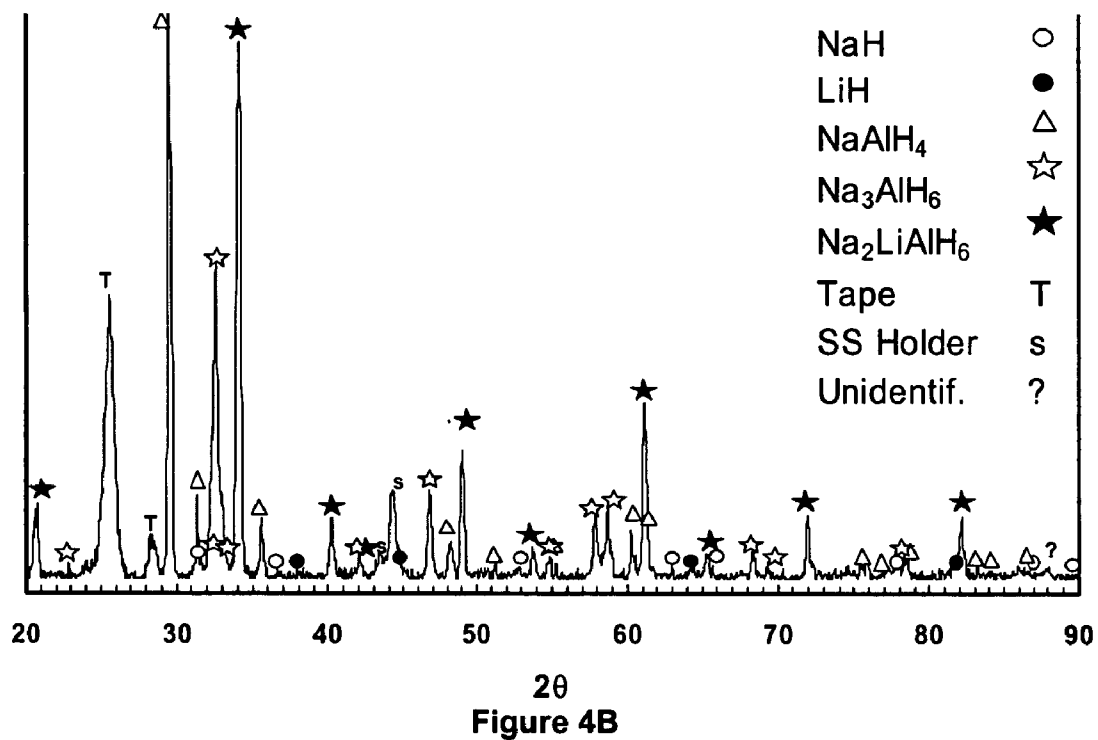 NaH
LiH
NaAlH₄
Na₃AlH₆
Na₂LiAlH₆
Tape T
SS Holder s
Unidentif. ?
T
T
s
s
?
20 30 40 50 60 70 80 90
2θ
Figure 4B